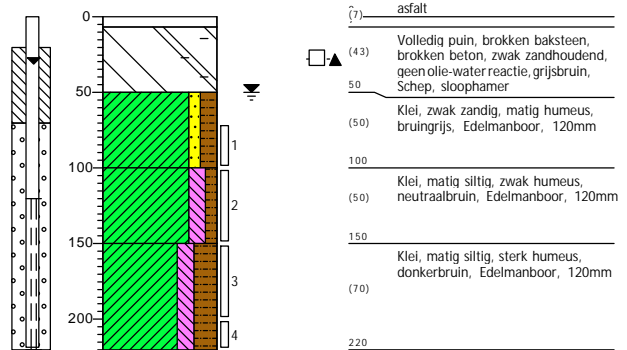 0
50
100
150
200
1
2
3
4
(7) asfalt
(43) Volledig puin, brokken baksteen,
brokken beton, zwak zandhoudend,
geen olie-water reactie, grijsbruin,
Schep, sloophamer
50
(50) Klei, zwak zandig, matig humeus,
bruingrijs, Edelmanboor, 120mm
100
(50) Klei, matig siltig, zwak humeus,
neutraalbruin, Edelmanboor, 120mm
150
Klei, matig siltig, sterk humeus,
donkerbruin, Edelmanboor, 120mm
(70)
220